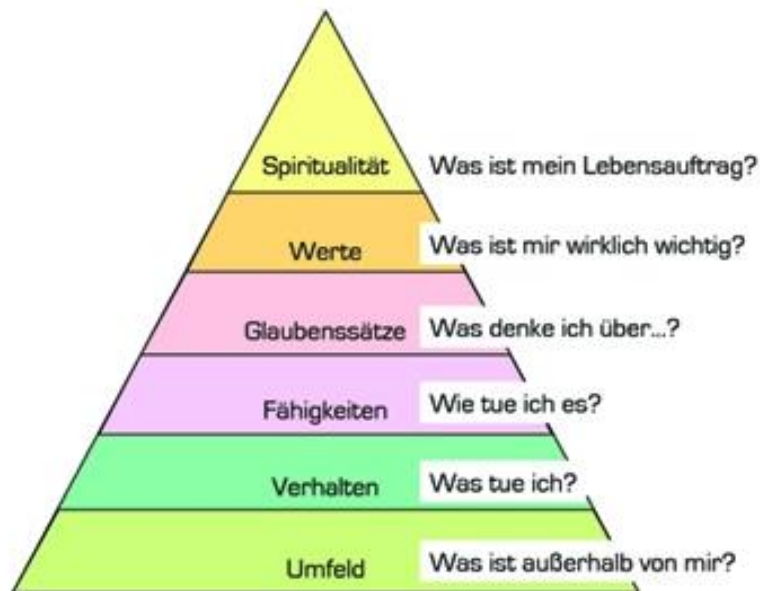 Spiritualität Was ist mein Lebensauftrag?
Werte Was ist mir wirklich wichtig?
Glaubenssätze Was denke ich über...?
Fähigkeiten Wie tue ich es?
Verhalten Was tue ich?
Umfeld Was ist außerhalb von mir?